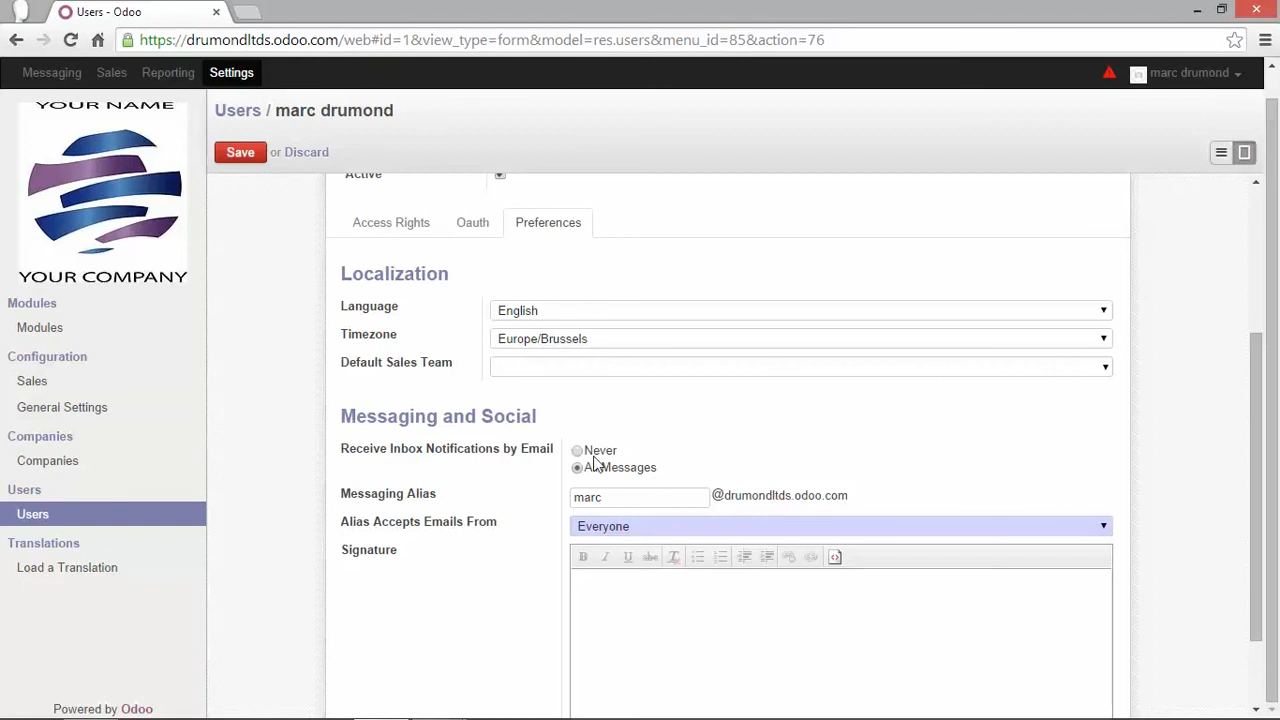 Users - Odoo
https://drumondltds.odoo.com/web#id=1&view_type=form&model=res.users&menu_id=85&action=76
Messaging Sales Reporting Settings marc drumond
YOUR NAME
YOUR COMPANY
Modules
Modules
Configuration
Sales
General Settings
Companies
Companies
Users
Users
Translations
Load a Translation
Powered by Odoo
Users / marc drumond
Save or Discard
Active
Access Rights Oauth Preferences
Localization
Language English
Timezone Europe/Brussels
Default Sales Team
Messaging and Social
Receive Inbox Notifications by Email Never
All Messages
Messaging Alias marc @drumondltds.odoo.com
Alias Accepts Emails From Everyone
Signature
B I U abc T